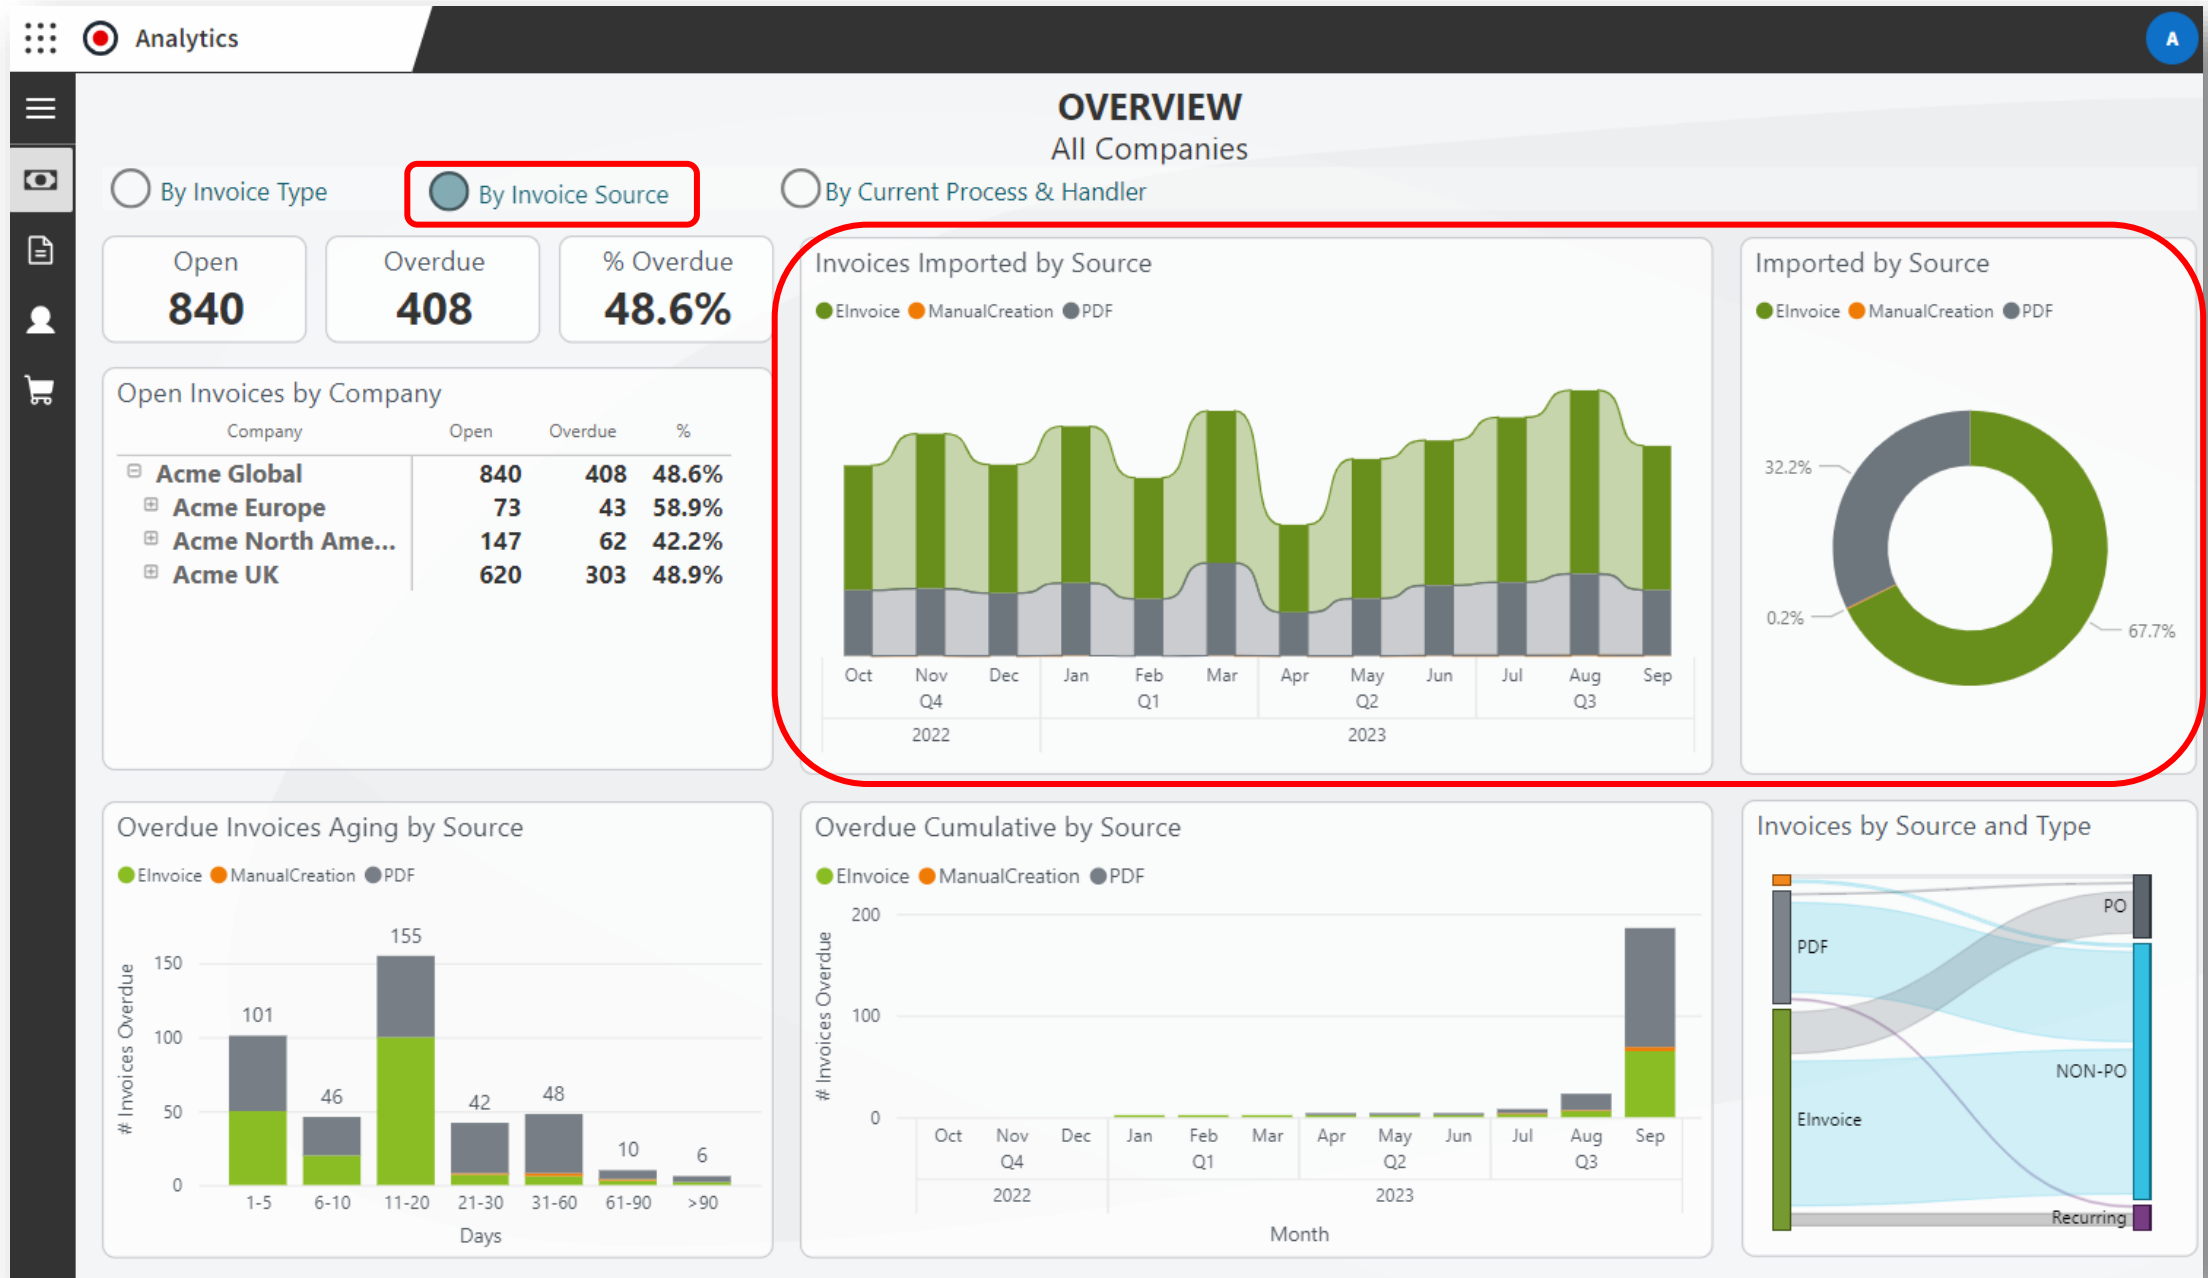 Analytics
A
OVERVIEW
All Companies
By Invoice Type
By Invoice Source
By Current Process & Handler
Open
840
Overdue
408
% Overdue
48.6%
Open Invoices by Company
Company Open Overdue %
Acme Global 840 408 48.6%
Acme Europe 73 43 58.9%
Acme North Ame... 147 62 42.2%
Acme UK 620 303 48.9%
Invoices Imported by Source
EInvoice ManualCreation PDF
Oct Nov Dec Jan Feb Mar Apr May Jun Jul Aug Sep
Q4 Q1 Q2 Q3
2022 2023
Imported by Source
EInvoice ManualCreation PDF
32.2%
0.2%
67.7%
Overdue Invoices Aging by Source
EInvoice ManualCreation PDF
# Invoices Overdue
150
100
50
0
101
46
155
42
48
10
6
1-5 6-10 11-20 21-30 31-60 61-90 >90
Days
Overdue Cumulative by Source
EInvoice ManualCreation PDF
# Invoices Overdue
200
100
0
Oct Nov Dec Jan Feb Mar Apr May Jun Jul Aug Sep
Q4 Q1 Q2 Q3
2022 2023
Month
Invoices by Source and Type
PO
PDF
NON-PO
EInvoice
Recurring